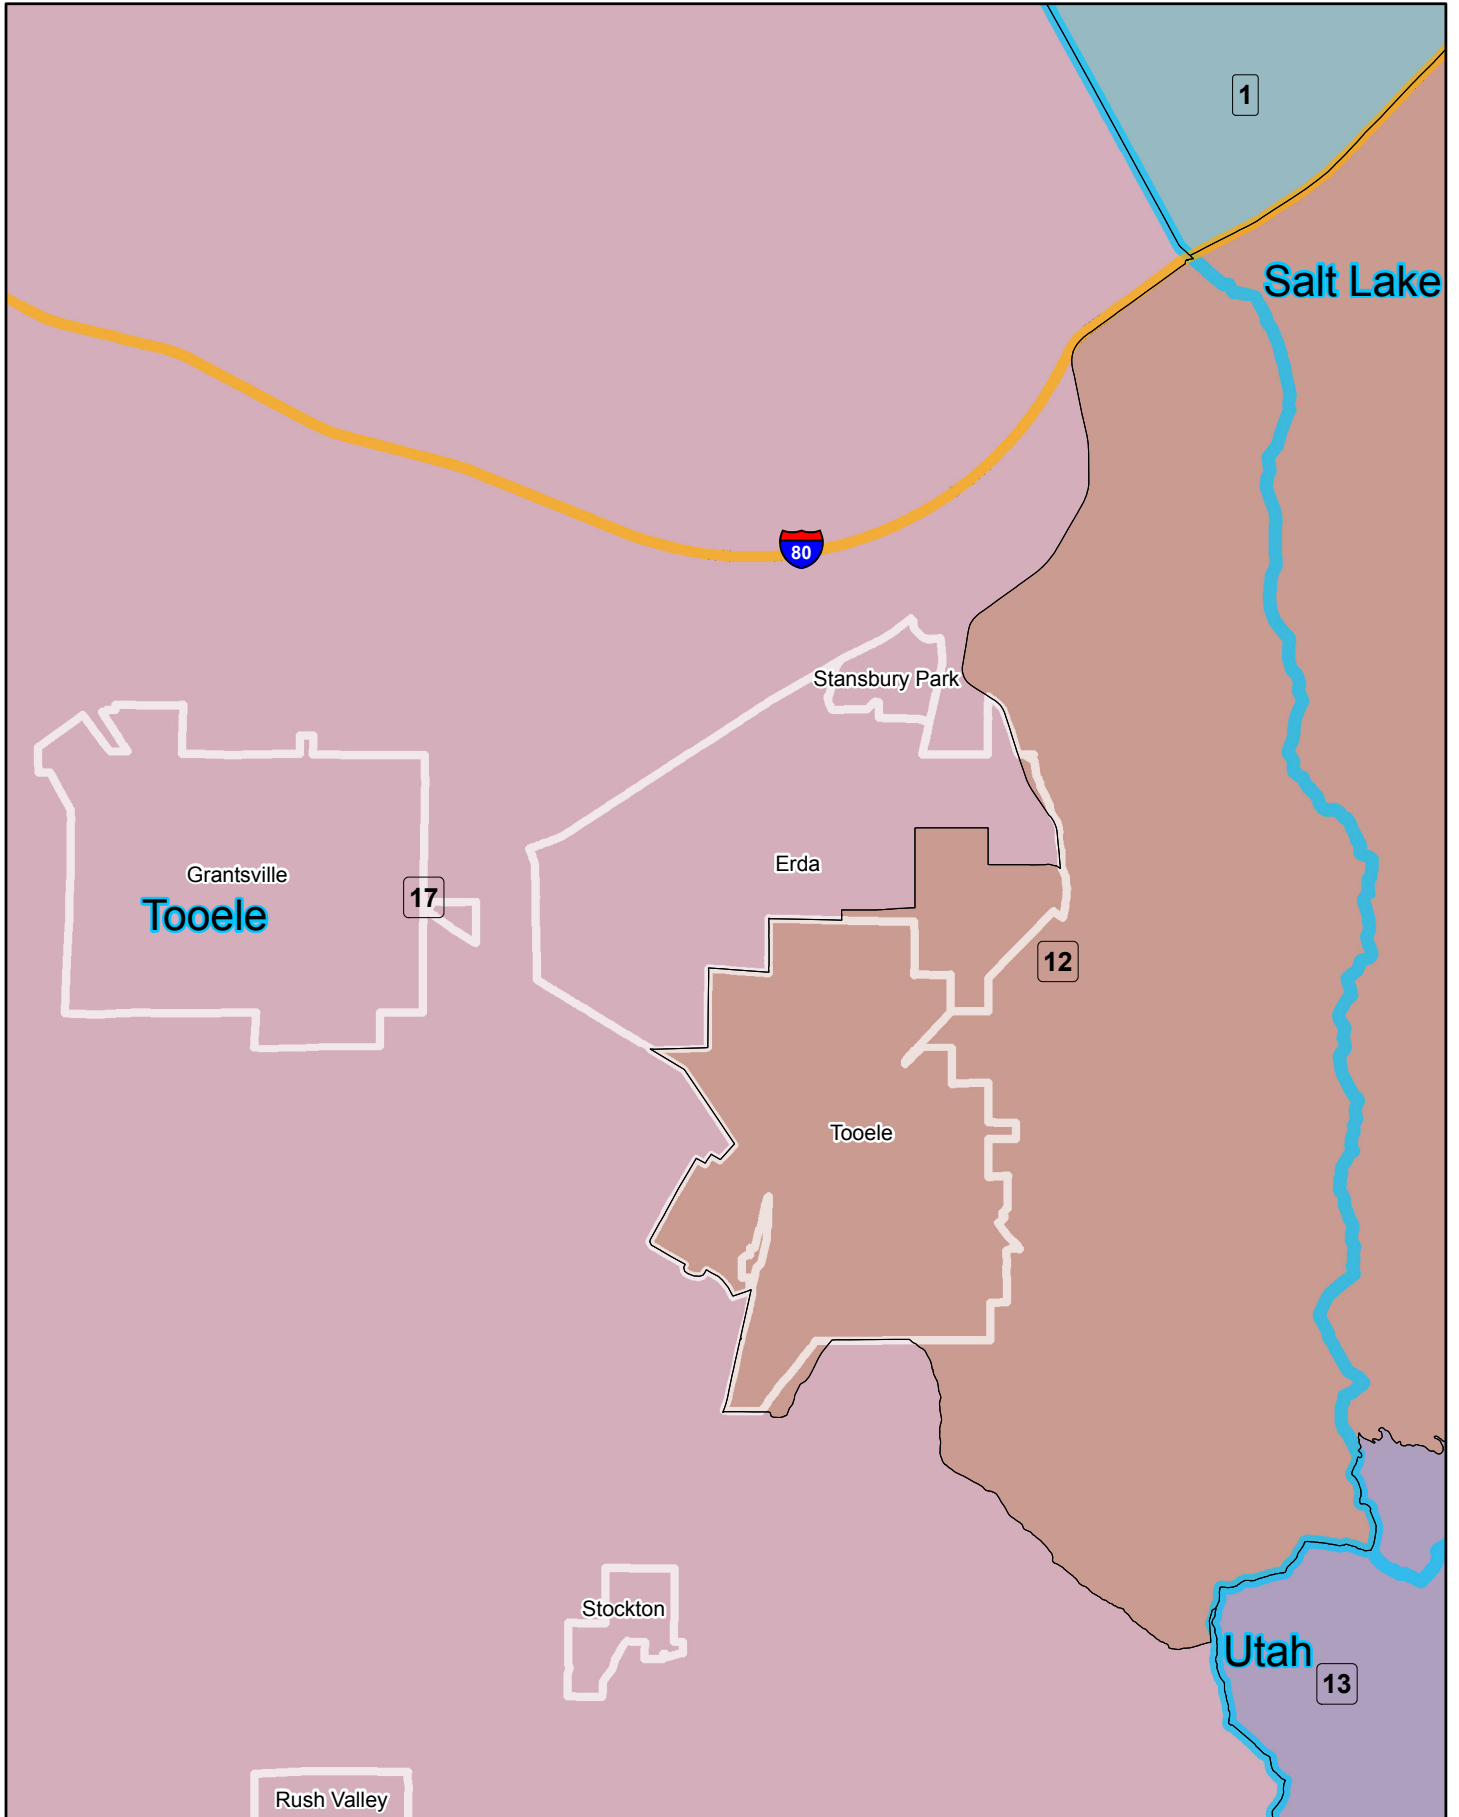 1
Salt Lake
80
Stansbury Park
Erda
Grantsville
17
Tooele
12
Tooele
Stockton
Utah
13
Rush Valley